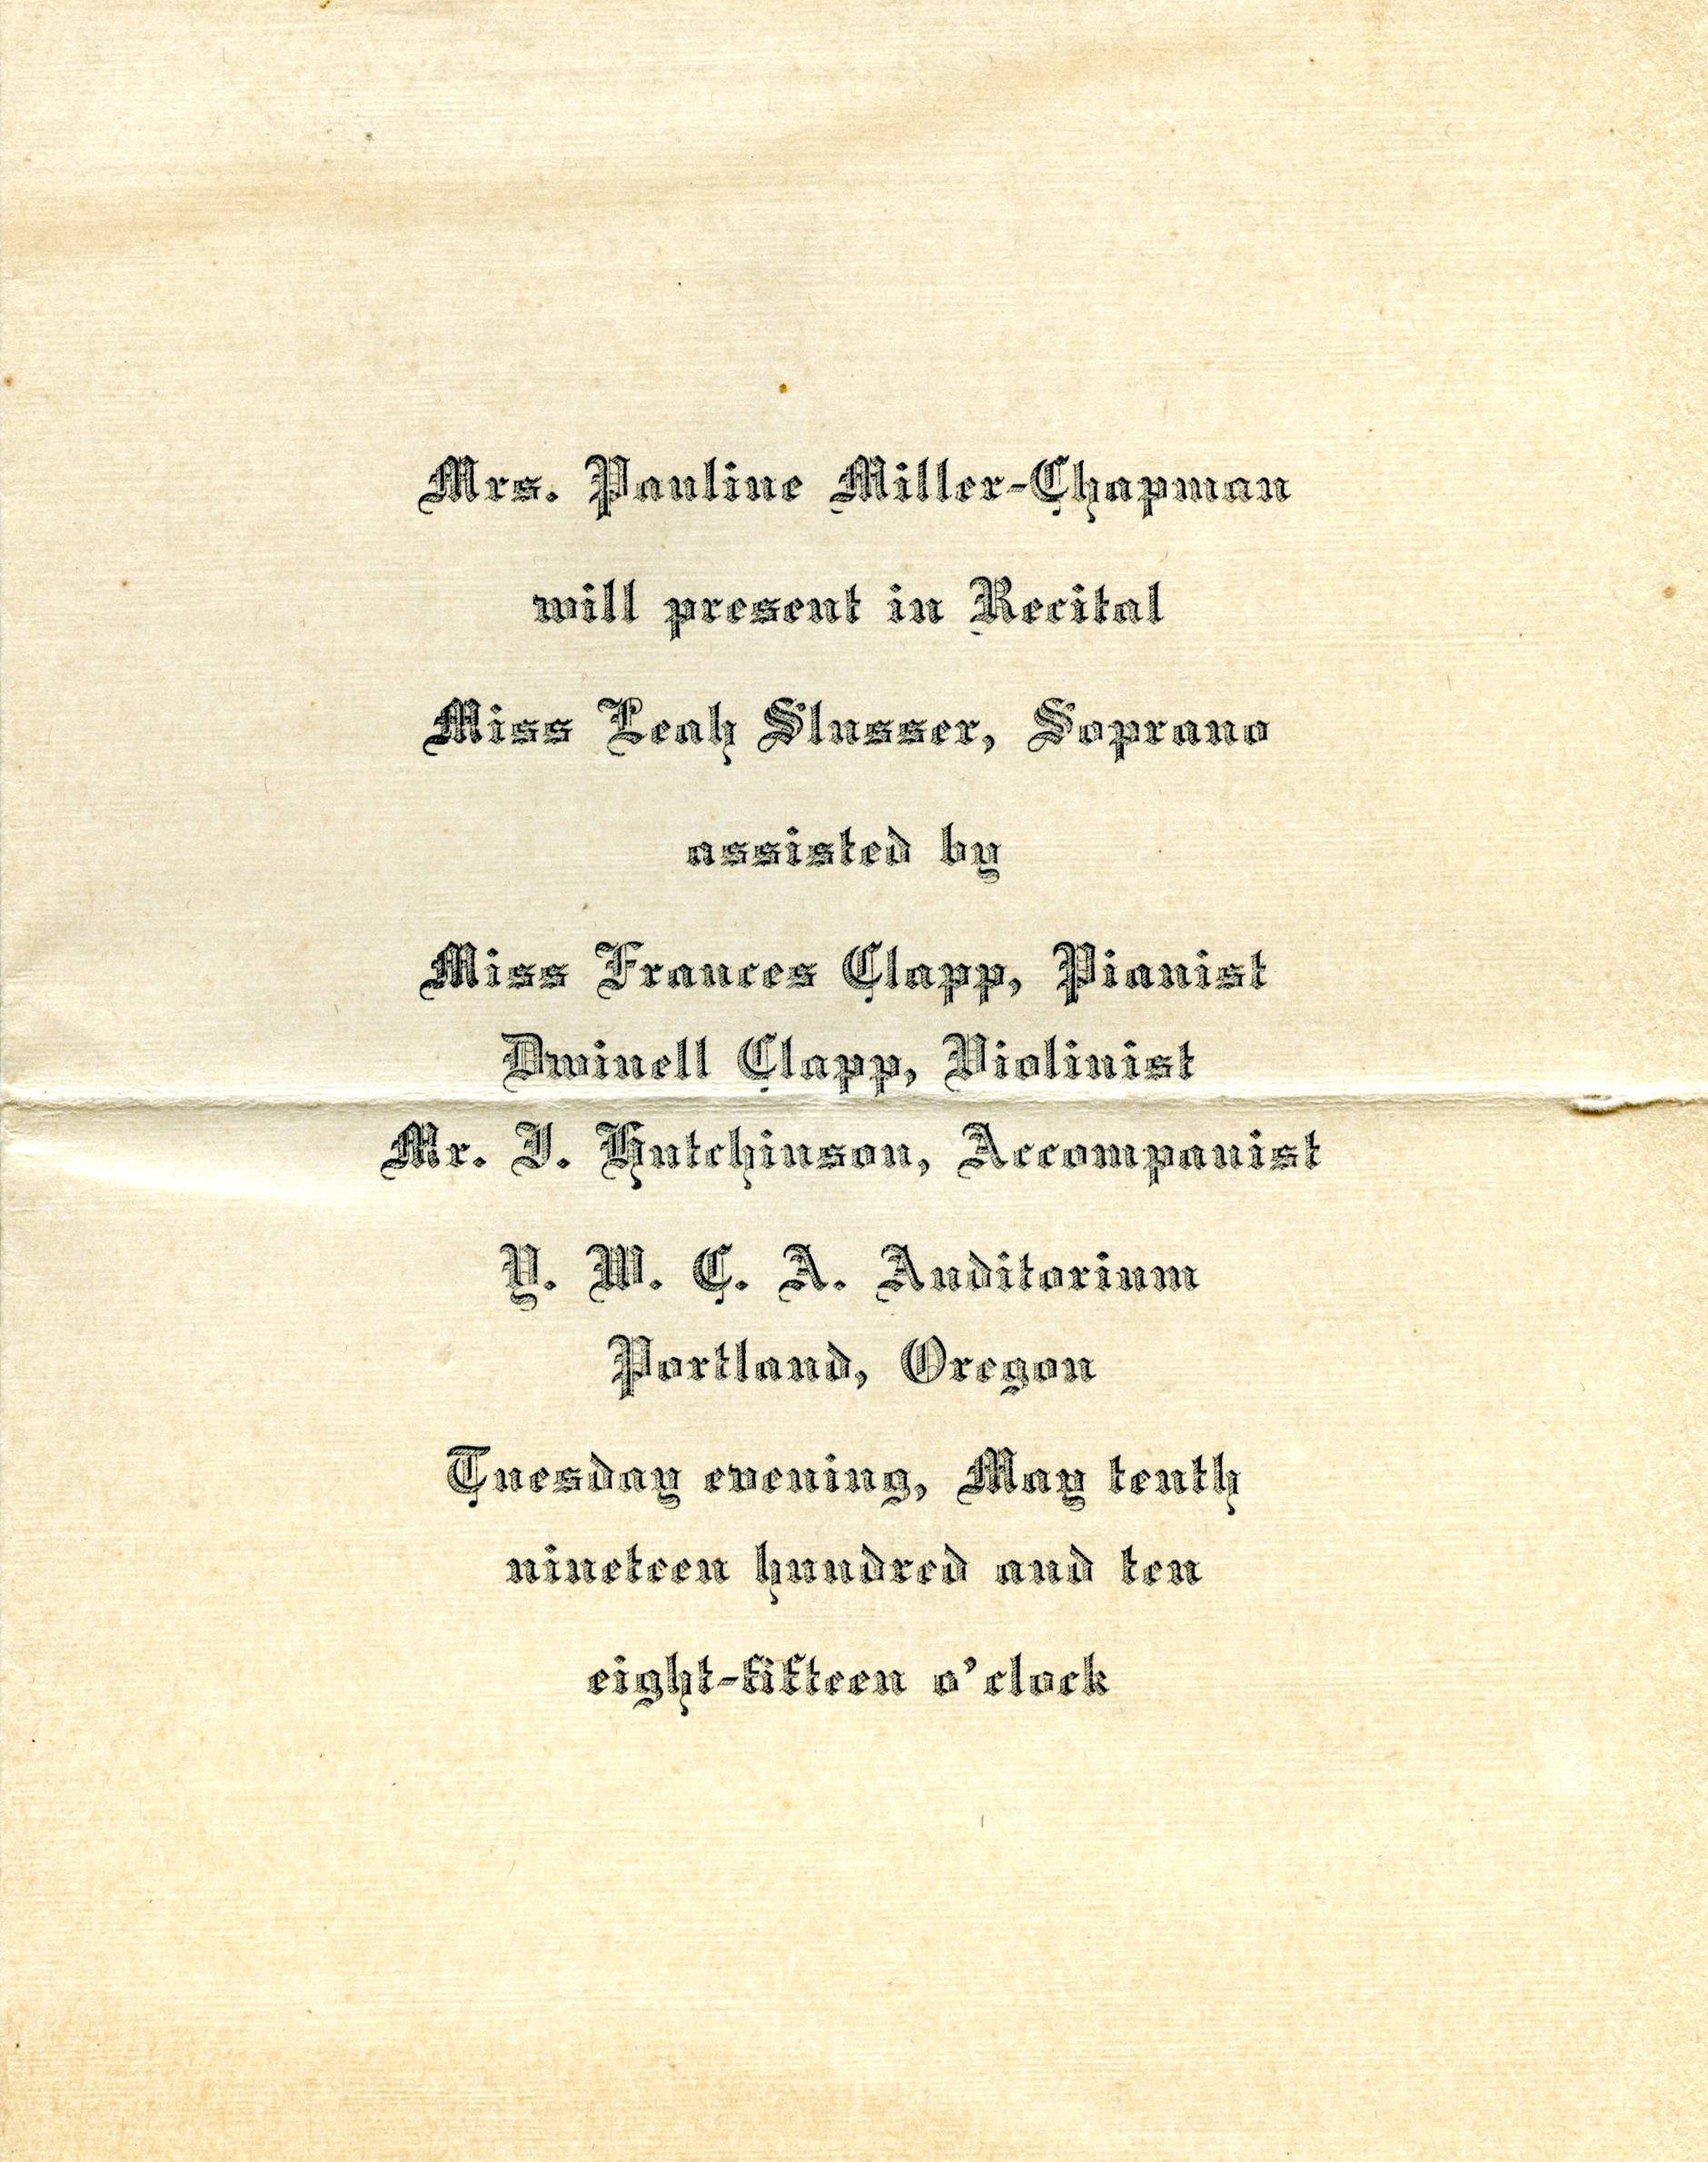 Mrs. Pauline Miller-Chapman
will present in Recital
Miss Leah Slusser, Soprano
assisted by
Miss Frances Clapp, Pianist
Dwinell Clapp, Violinist
Mr. J. Hutchinson, Accompanist
Y. W. C. A. Auditorium
Portland, Oregon
Tuesday evening, May tenth
nineteen hundred and ten
eight-fifteen o'clock